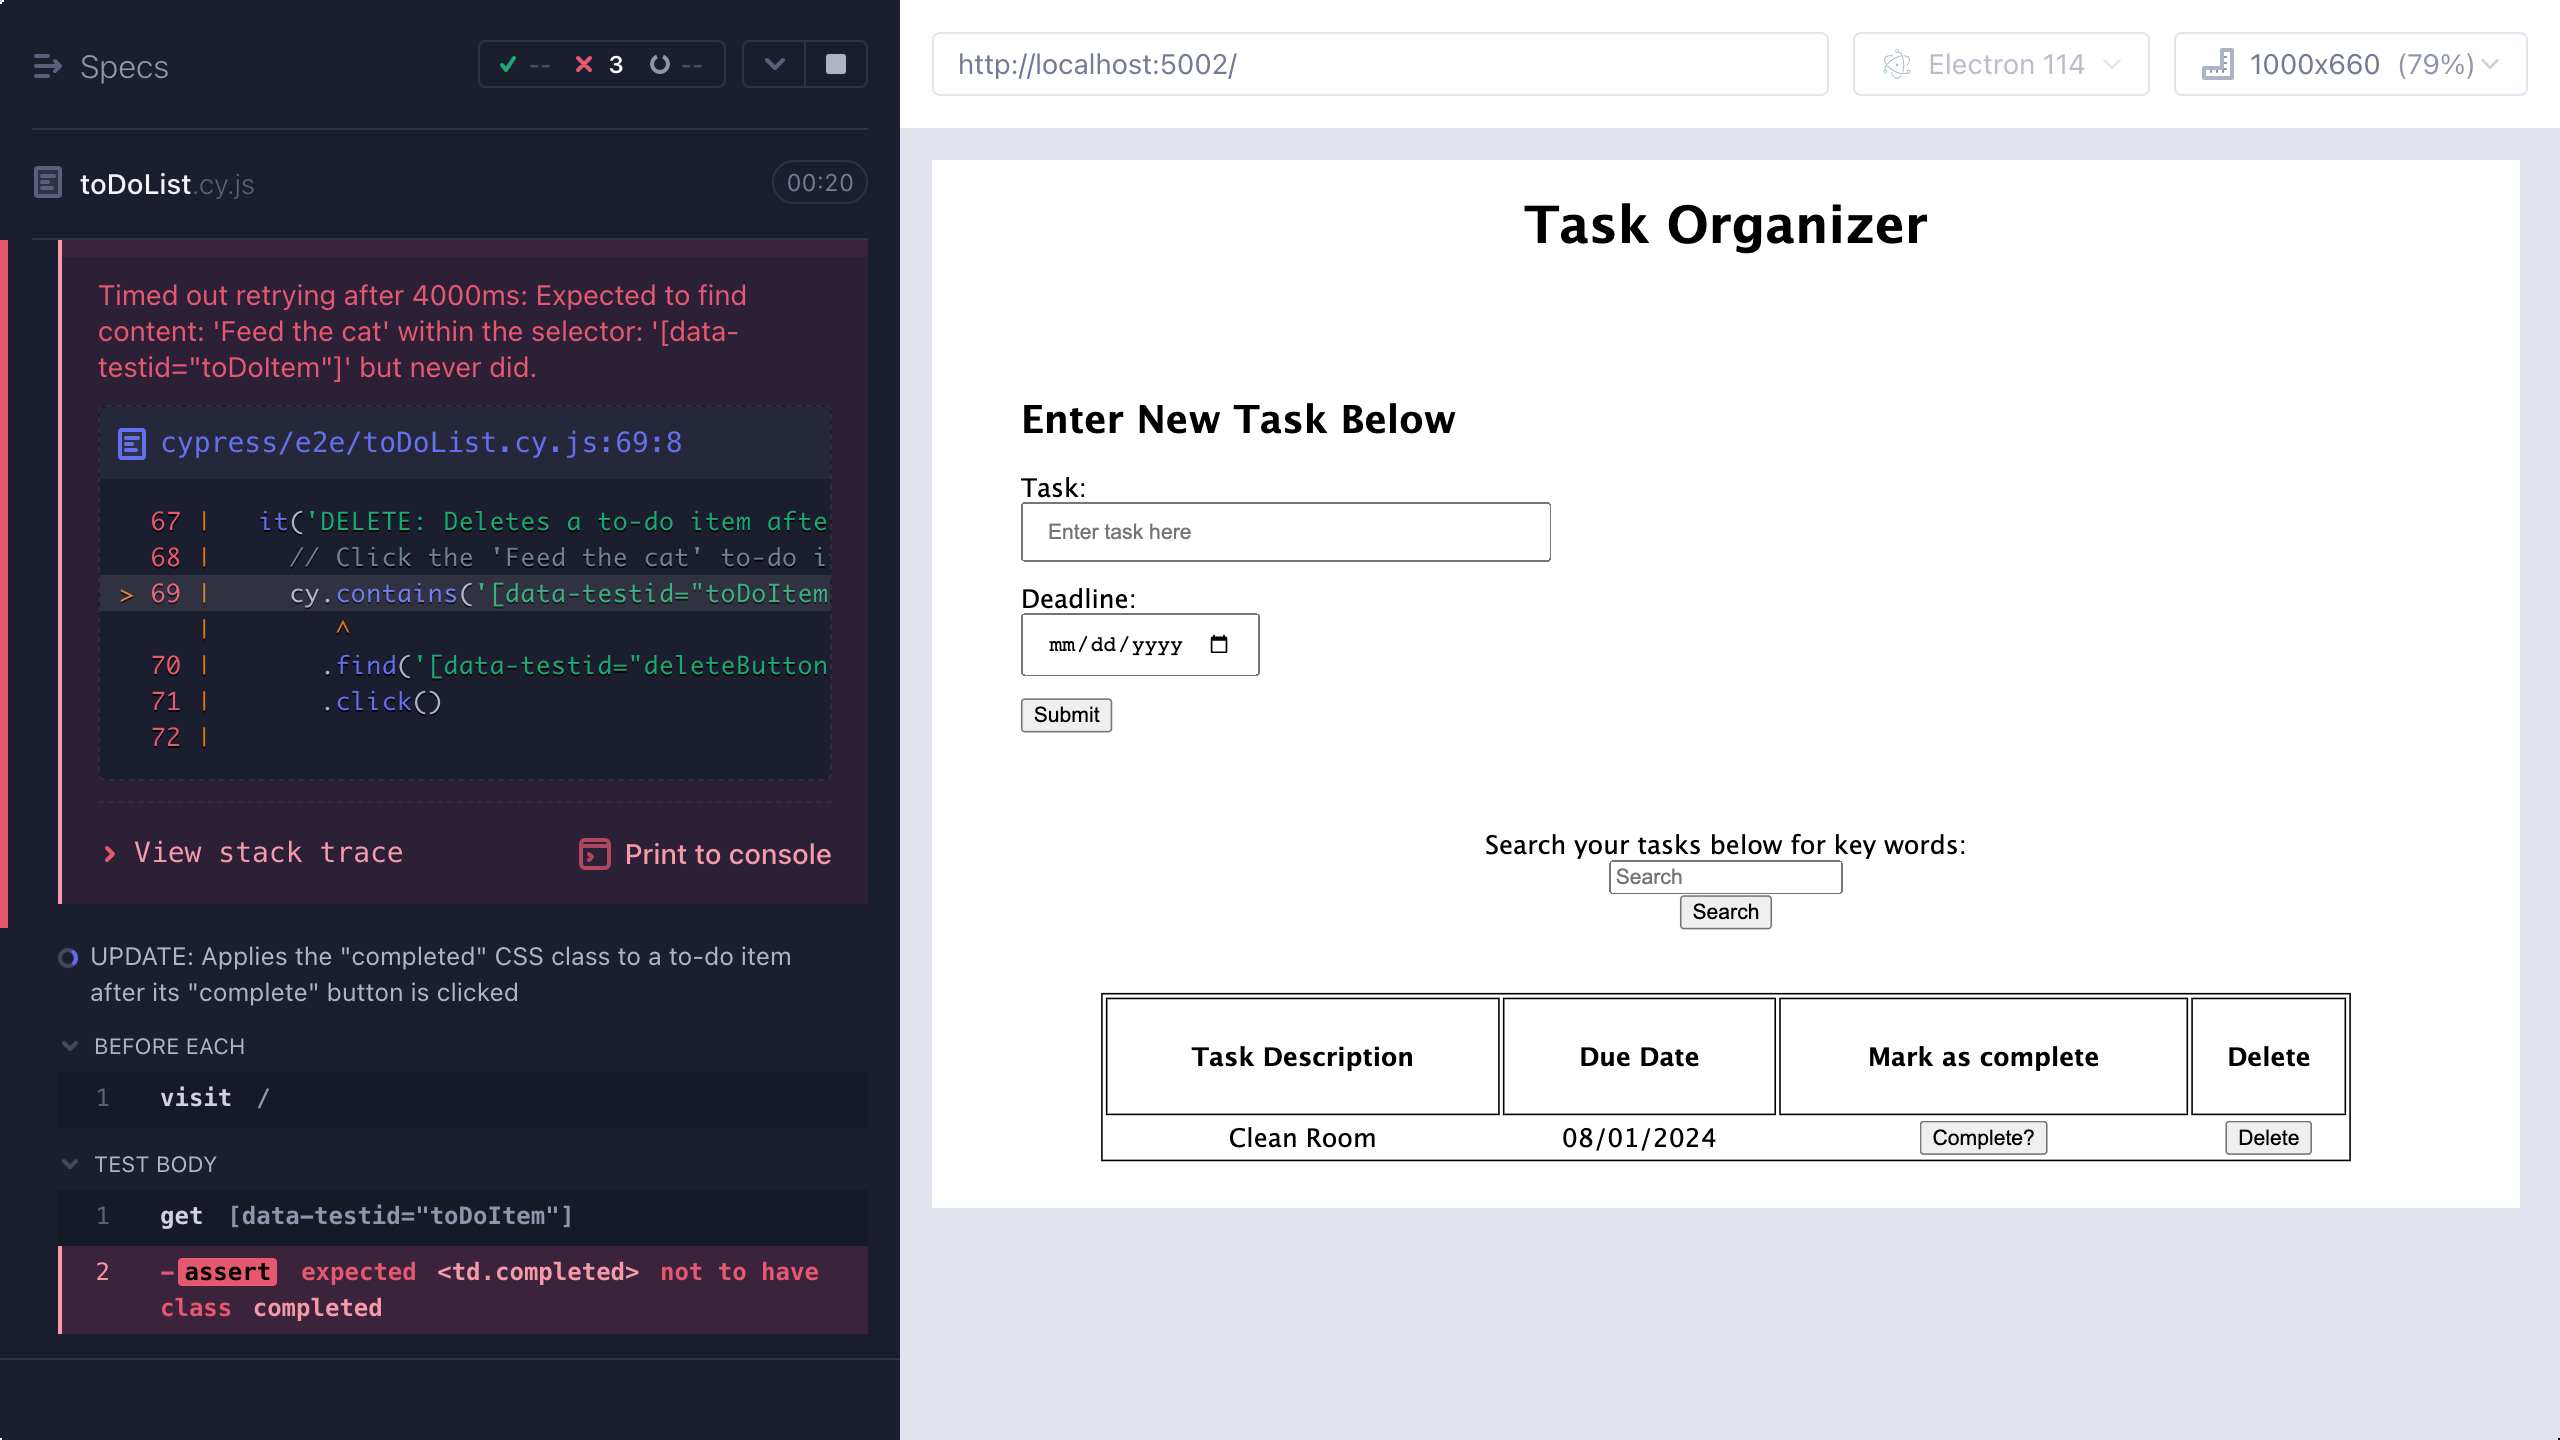 Specs
-- 3 --
toDoList.cy.js
00:20
Timed out retrying after 4000ms: Expected to find
content: 'Feed the cat' within the selector: '[data-
testid="toDoItem"]' but never did.
cypress/e2e/toDoList.cy.js:69:8
67 | it('DELETE: Deletes a to-do item afte
68 | // Click the 'Feed the cat' to-do i
> 69 | cy.contains('[data-testid="toDoItem
| ^
70 | .find('[data-testid="deleteButton
71 | .click()
72 |
View stack trace
Print to console
UPDATE: Applies the "completed" CSS class to a to-do item
after its "complete" button is clicked
BEFORE EACH
1 visit /
TEST BODY
1 get [data-testid="toDoItem"]
2 -assert expected <td.completed> not to have
class completed
http://localhost:5002/
Electron 114
1000x660 (79%)
Task Organizer
Enter New Task Below
Task:
Enter task here
Deadline:
mm/dd/yyyy
Submit
Search your tasks below for key words:
Search
Search
Task Description Due Date Mark as complete Delete
Clean Room 08/01/2024 Complete? Delete